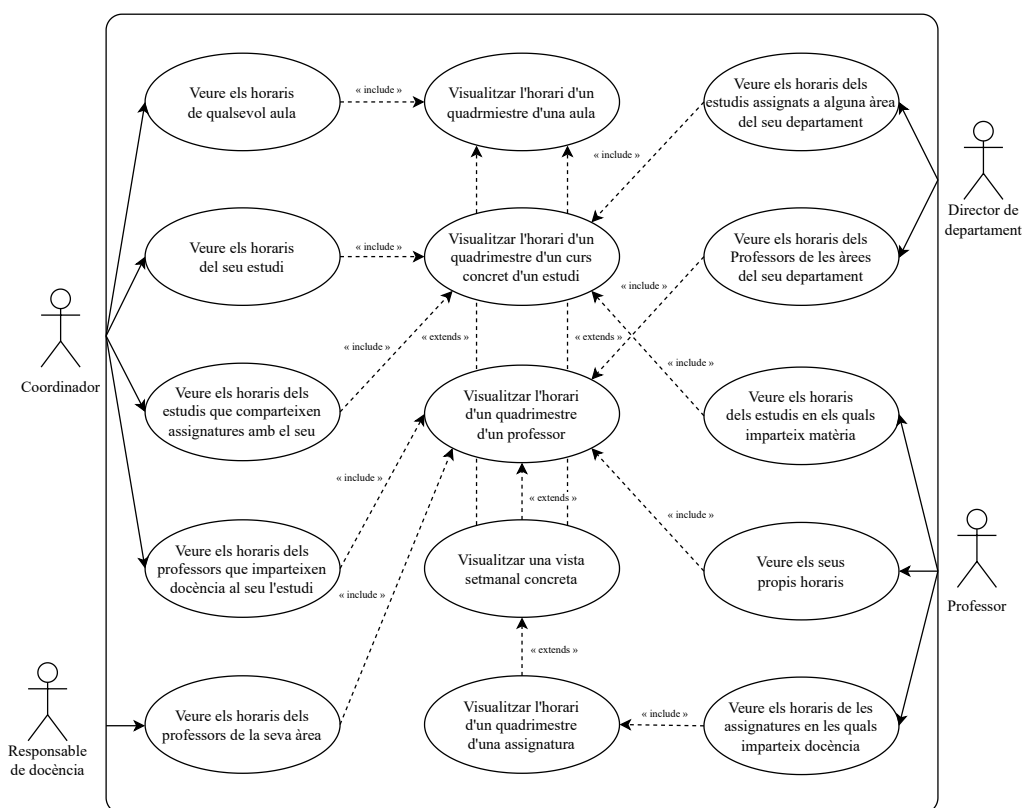 Veure els horaris
de qualsevol aula
« include »
Visualitzar l'horari d'un
quadrmiestre d'una aula
Veure els horaris dels
estudis assignats a alguna àrea
del seu departament
« include »
Director de
departament
Veure els horaris
del seu estudi
« include »
Visualitzar l'horari d'un
quadrimestre d'un curs
concret d'un estudi
Veure els horaris dels
Professors de les àrees
del seu departament
« include »
Coordinador
« include »
« extends »
« extends »
« include »
Veure els horaris dels
estudis que comparteixen
assignatures amb el seu
Visualitzar l'horari
d'un quadrimestre
d'un professor
Veure els horaris
dels estudis en els quals
imparteix matèria
« include »
« extends »
« include »
Veure els horaris dels
professors que imparteixen
docència al seu l'estudi
« include »
Visualitzar una vista
setmanal concreta
Veure els seus
propis horaris
Professor
« extends »
Veure els horaris dels
professors de la seva àrea
Visualitzar l'horari
d'un quadrimestre
d'una assignatura
« include »
Veure els horaris de les
assignatures en les quals
imparteix docència
Responsable
de docència